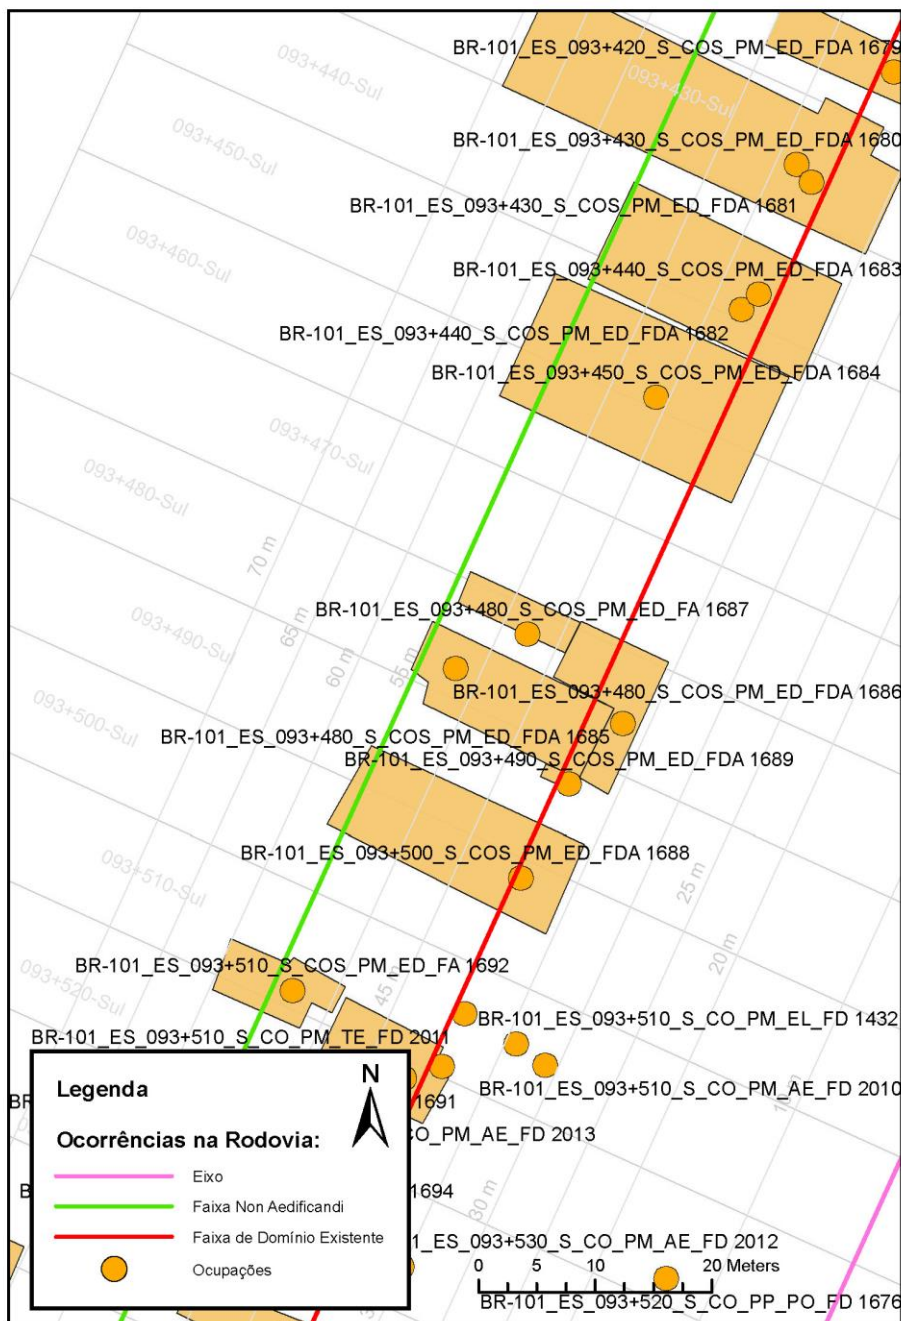 BR-101_ES_093+420_S_COS_PM_ED_FDA 1679
093+440-Sul
093+430-Sul
093+450-Sul
BR-101_ES_093+430_S_COS_PM_ED_FDA 1680
BR-101_ES_093+430_S_COS_PM_ED_FDA 1681
093+460-Sul
BR-101_ES_093+440_S_COS_PM_ED_FDA 1683
BR-101_ES_093+440_S_COS_PM_ED_FDA 1682
BR-101_ES_093+450_S_COS_PM_ED_FDA 1684
093+470-Sul
093+480-Sul
70 m
BR-101_ES_093+480_S_COS_PM_ED_FA 1687
093+490-Sul
65 m
60 m
55 m
BR-101_ES_093+480_S_COS_PM_ED_FDA 1686
093+500-Sul
BR-101_ES_093+480_S_COS_PM_ED_FDA 1685
BR-101_ES_093+490_S_COS_PM_ED_FDA 1689
BR-101_ES_093+500_S_COS_PM_ED_FDA 1688
093+510-Sul
25 m
20 m
BR-101_ES_093+510_S_COS_PM_ED_FA 1692
093+520-Sul
45 m
BR-101_ES_093+510_S_CO_PM_EL_FD 1432
BR-101_ES_093+510_S_CO_PM_TE_FD 2011
BR-101_ES_093+510_S_CO_PM_AE_FD 2010
1691
CO_PM_AE_FD 2013
1694
30 m
1_ES_093+530_S_CO_PM_AE_FD 2012
BR-101_ES_093+520_S_CO_PP_PO_FD 1676
Legenda
N
Ocorrências na Rodovia:
Eixo
Faixa Non Aedificandi
Faixa de Domínio Existente
Ocupações
0 5 10 20 Meters